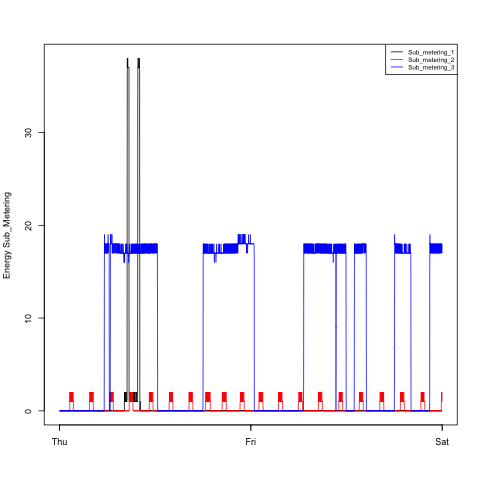 Sub_metering_1
Sub_metering_2
Sub_metering_3
Energy Sub_Metering
30
20
10
0
Thu
Fri
Sat